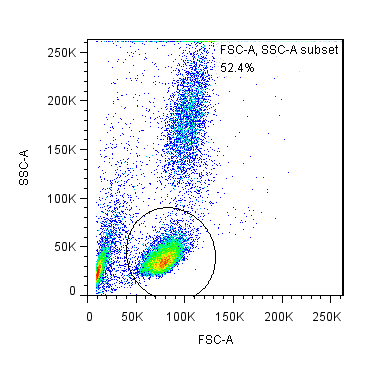 FSC-A, SSC-A subset
52.4%
250K
200K
150K
100K
50K
0
SSC-A
0 50K 100K 150K 200K 250K
FSC-A